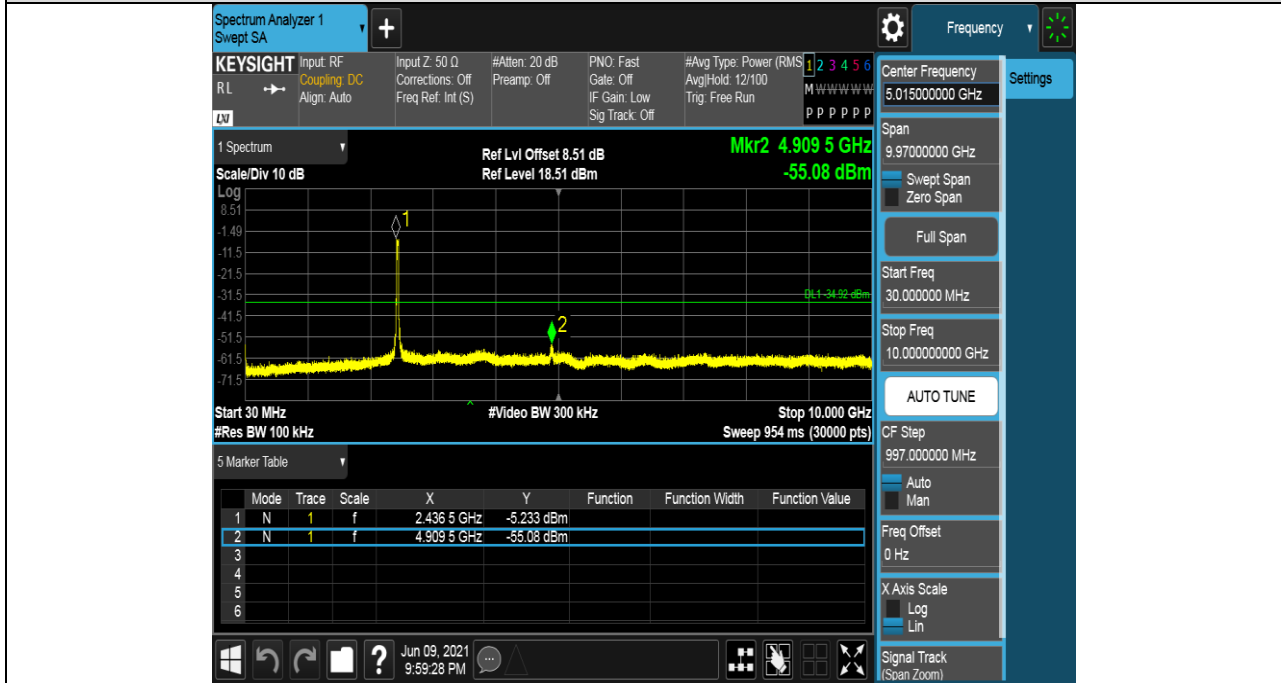 Spectrum Analyzer 1
Swept SA
+
Frequency
KEYSIGHT
RL
LXI
Input: RF
Coupling: DC
Align: Auto
Input Z: 50 Ω
Corrections: Off
Freq Ref: Int (S)
#Atten: 20 dB
Preamp: Off
PNO: Fast
Gate: Off
IF Gain: Low
Sig Track: Off
#Avg Type: Power (RMS
Avg|Hold: 12/100
Trig: Free Run
1 2 3 4 5 6
M W W W W W
P P P P P P
1 Spectrum
Scale/Div 10 dB
Ref Lvl Offset 8.51 dB
Ref Level 18.51 dBm
Mkr2 4.909 5 GHz
-55.08 dBm
Log
8.51
-1.49
-11.5
-21.5
-31.5
-41.5
-51.5
-61.5
-71.5
1
2
DL1 -34.92 dBm
Start 30 MHz
#Video BW 300 kHz
Stop 10.000 GHz
#Res BW 100 kHz
Sweep 954 ms (30000 pts)
5 Marker Table
Mode Trace Scale X Y Function Function Width Function Value
1 N 1 f 2.436 5 GHz -5.233 dBm
2 N 1 f 4.909 5 GHz -55.08 dBm
3
4
5
6
?
Jun 09, 2021
9:59:28 PM
Center Frequency
5.015000000 GHz
Settings
Span
9.97000000 GHz
Swept Span
Zero Span
Full Span
Start Freq
30.000000 MHz
Stop Freq
10.000000000 GHz
AUTO TUNE
CF Step
997.000000 MHz
Auto
Man
Freq Offset
0 Hz
X Axis Scale
Log
Lin
Signal Track
(Span Zoom)